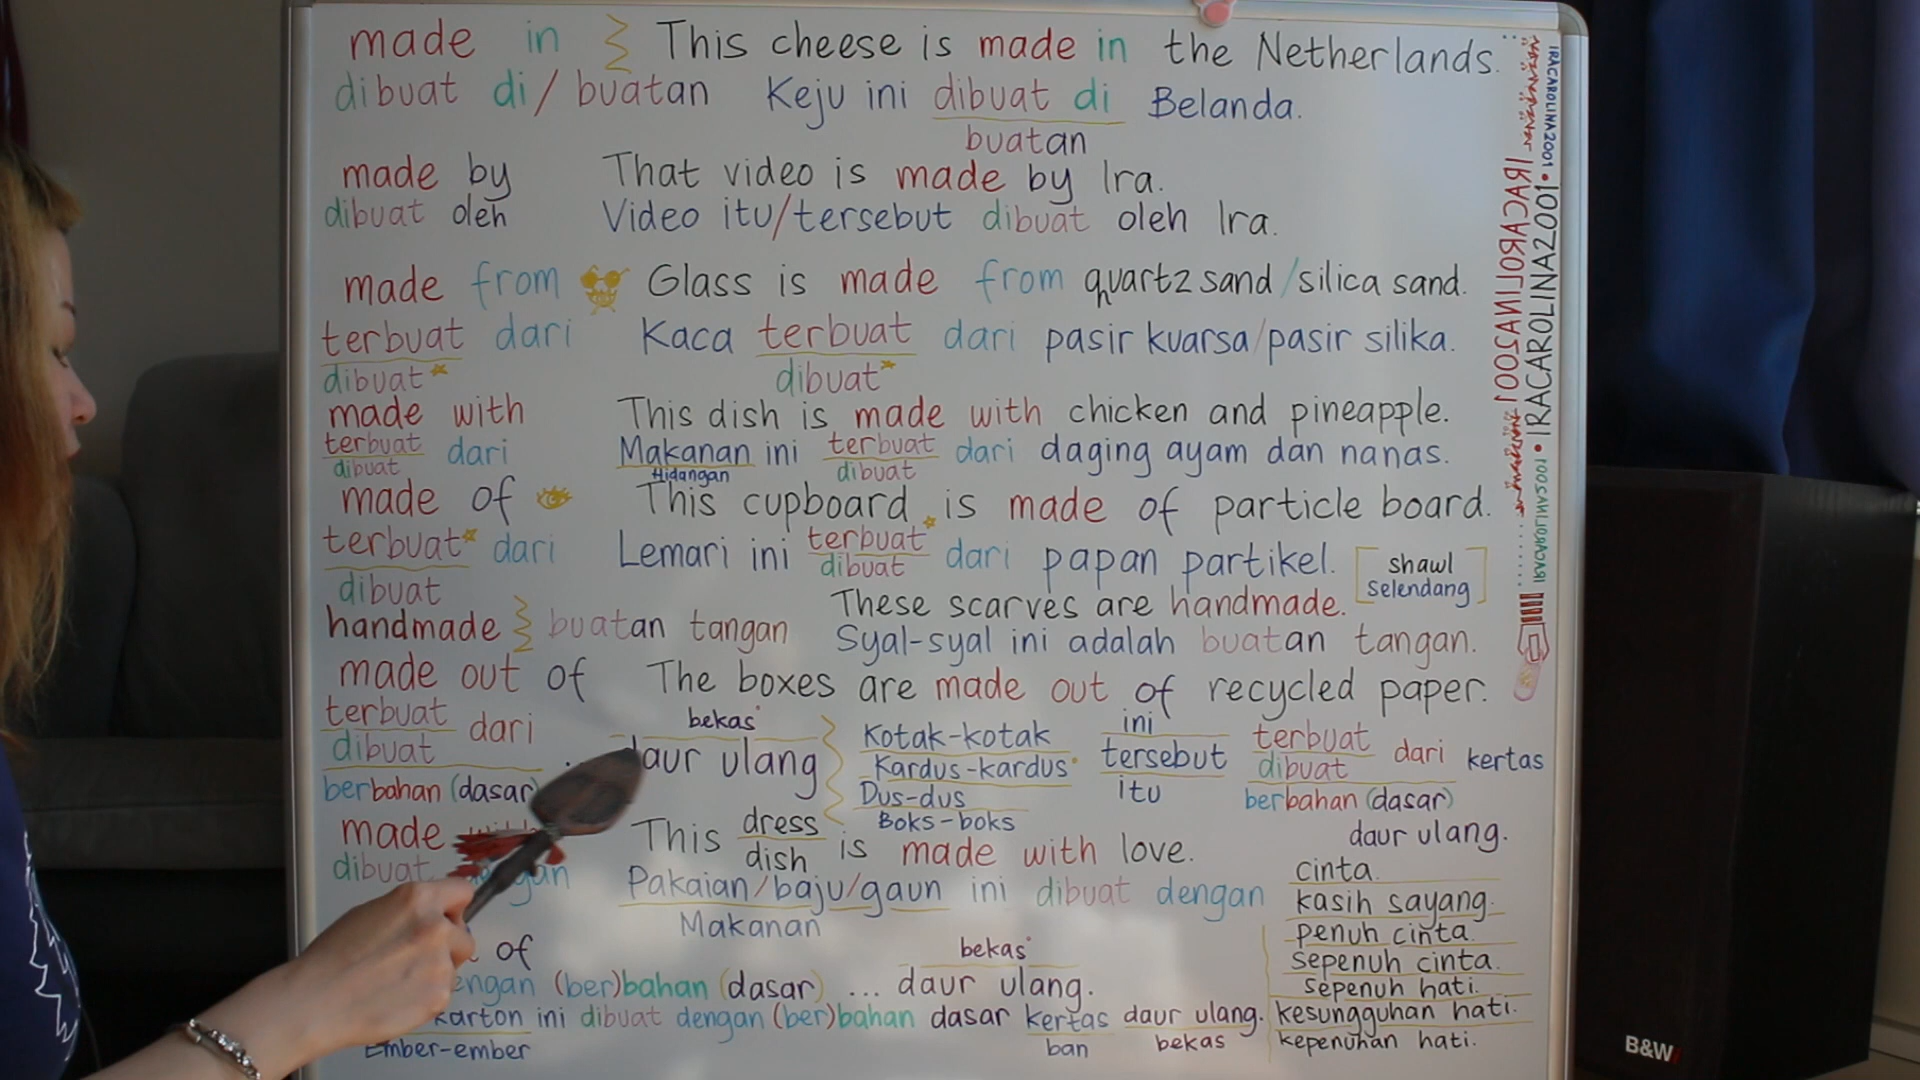 made in This cheese is made in the Netherlands.
dibuat di/ buatan Keju ini dibuat di Belanda.
buatan
made by That video is made by Ira.
dibuat oleh Video itu/tersebut dibuat oleh Ira.
made from Glass is made from quartz sand/silica sand.
terbuat dari Kaca terbuat dari pasir kuarsa/pasir silika.
dibuat* dibuat*
made with This dish is made with chicken and pineapple.
terbuat dari Makanan ini terbuat dari daging ayam dan nanas.
dibuat Hidangan dibuat
made of This cupboard is made of particle board.
terbuat* dari Lemari ini terbuat* dari papan partikel.
dibuat dibuat
shawl
selendang
These scarves are handmade.
handmade buatan tangan Syal-syal ini adalah buatan tangan.
made out of The boxes are made out of recycled paper.
terbuat dari bekas Kotak-kotak ini terbuat dari kertas
dibuat daur ulang Kardus-kardus tersebut dibuat
berbahan (dasar) Dus-dus itu berbahan (dasar)
Boks-boks daur ulang.
made This dress is made with love.
dish
dibuat Pakaian/baju/gaun ini dibuat dengan cinta.
Makanan kasih sayang.
penuh cinta.
sepenuh cinta.
sepenuh hati.
kesungguhan hati.
kepenuhan hati.
of bekas
(ber)bahan (dasar) ... daur ulang.
karton ini dibuat dengan (ber)bahan dasar kertas daur ulang.
Ember-ember ban bekas
IRACAROLINA2001
IRACAROLINA2001
IRACAROLINA2001
IRACAROLINA2001
B&W